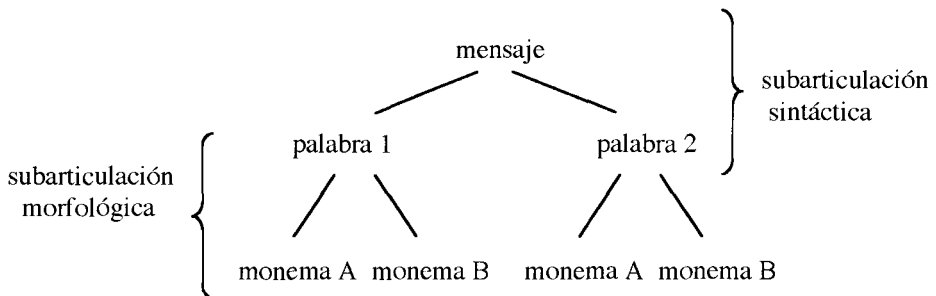 mensaje
subarticulación
sintáctica
palabra 1
palabra 2
subarticulación
morfológica
monema A monema B
monema A monema B